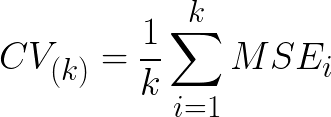 $CV_{(k)} = \frac{1}{k} \sum_{i=1}^{k} MSE_i$